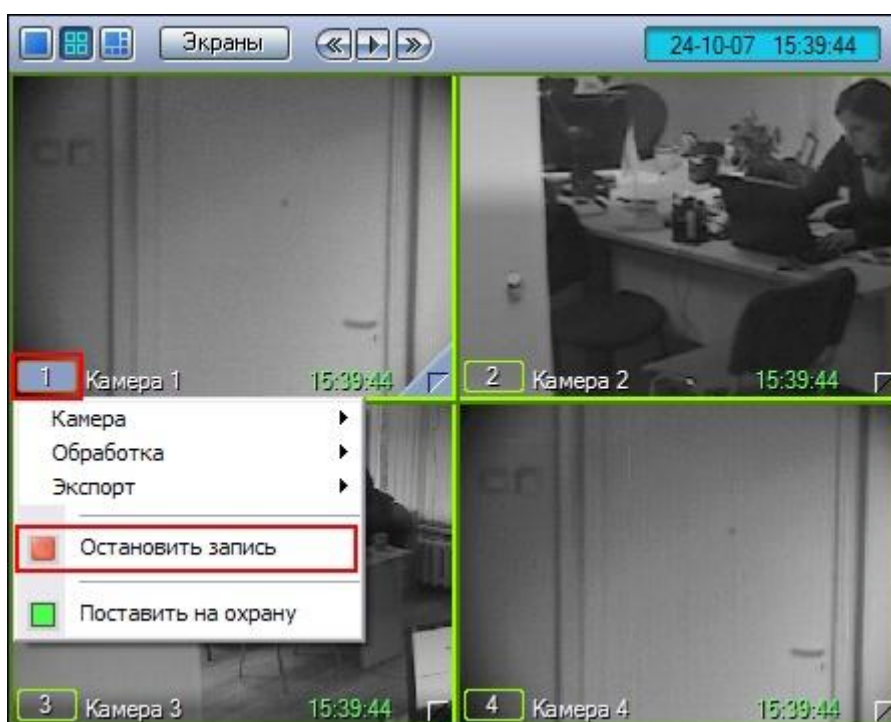 Экраны
24-10-07 15:39:44
1 Камера 1 15:39:44
2 Камера 2 15:39:44
Камера
Обработка
Экспорт
Остановить запись
Поставить на охрану
3 Камера 3 15:39:44
4 Камера 4 15:39:44